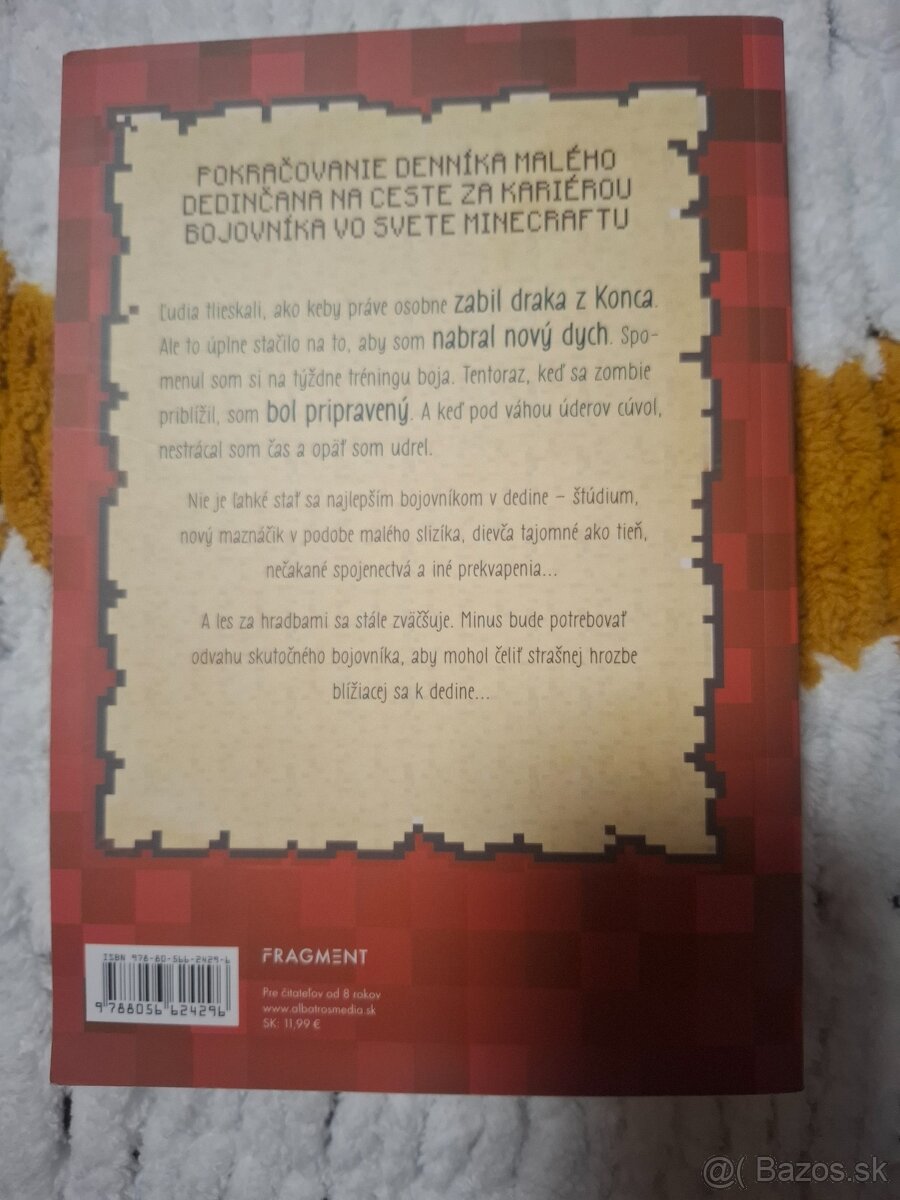 POKRAČOVANIE DENNÍKA MALÉHO
DEDINČANA NA CESTE ZA KARIÉROU
BOJOVNÍKA VO SVETE MINECRAFTU
Ľudia tlieskali, ako keby práve osobne zabil draka z Konca.
Ale to úplne stačilo na to, aby som nabral nový dych. Spo-
menul som si na týždne tréningu boja. Tentoraz, keď sa zombie
priblížil, som bol pripravený. A keď pod váhou úderov cúvol,
nestrácal som čas a opäť som udrel.
Nie je ľahké stať sa najlepším bojovníkom v dedine – štúdium,
nový maznáčik v podobe malého slizíka, dievča tajomné ako tieň,
nečakané spojenectvá a iné prekvapenia...
A les za hradbami sa stále zväčšuje. Minus bude potrebovať
odvahu skutočného bojovníka, aby mohol čeliť strašnej hrozbe
blížiacej sa k dedine...
ISBN 978-80-566-2429-6
9 788056 624296
FRAGMENT
Pre čitateľov od 8 rokov
www.albatrosmedia.sk
SK: 11,99 €
@( Bazos.sk